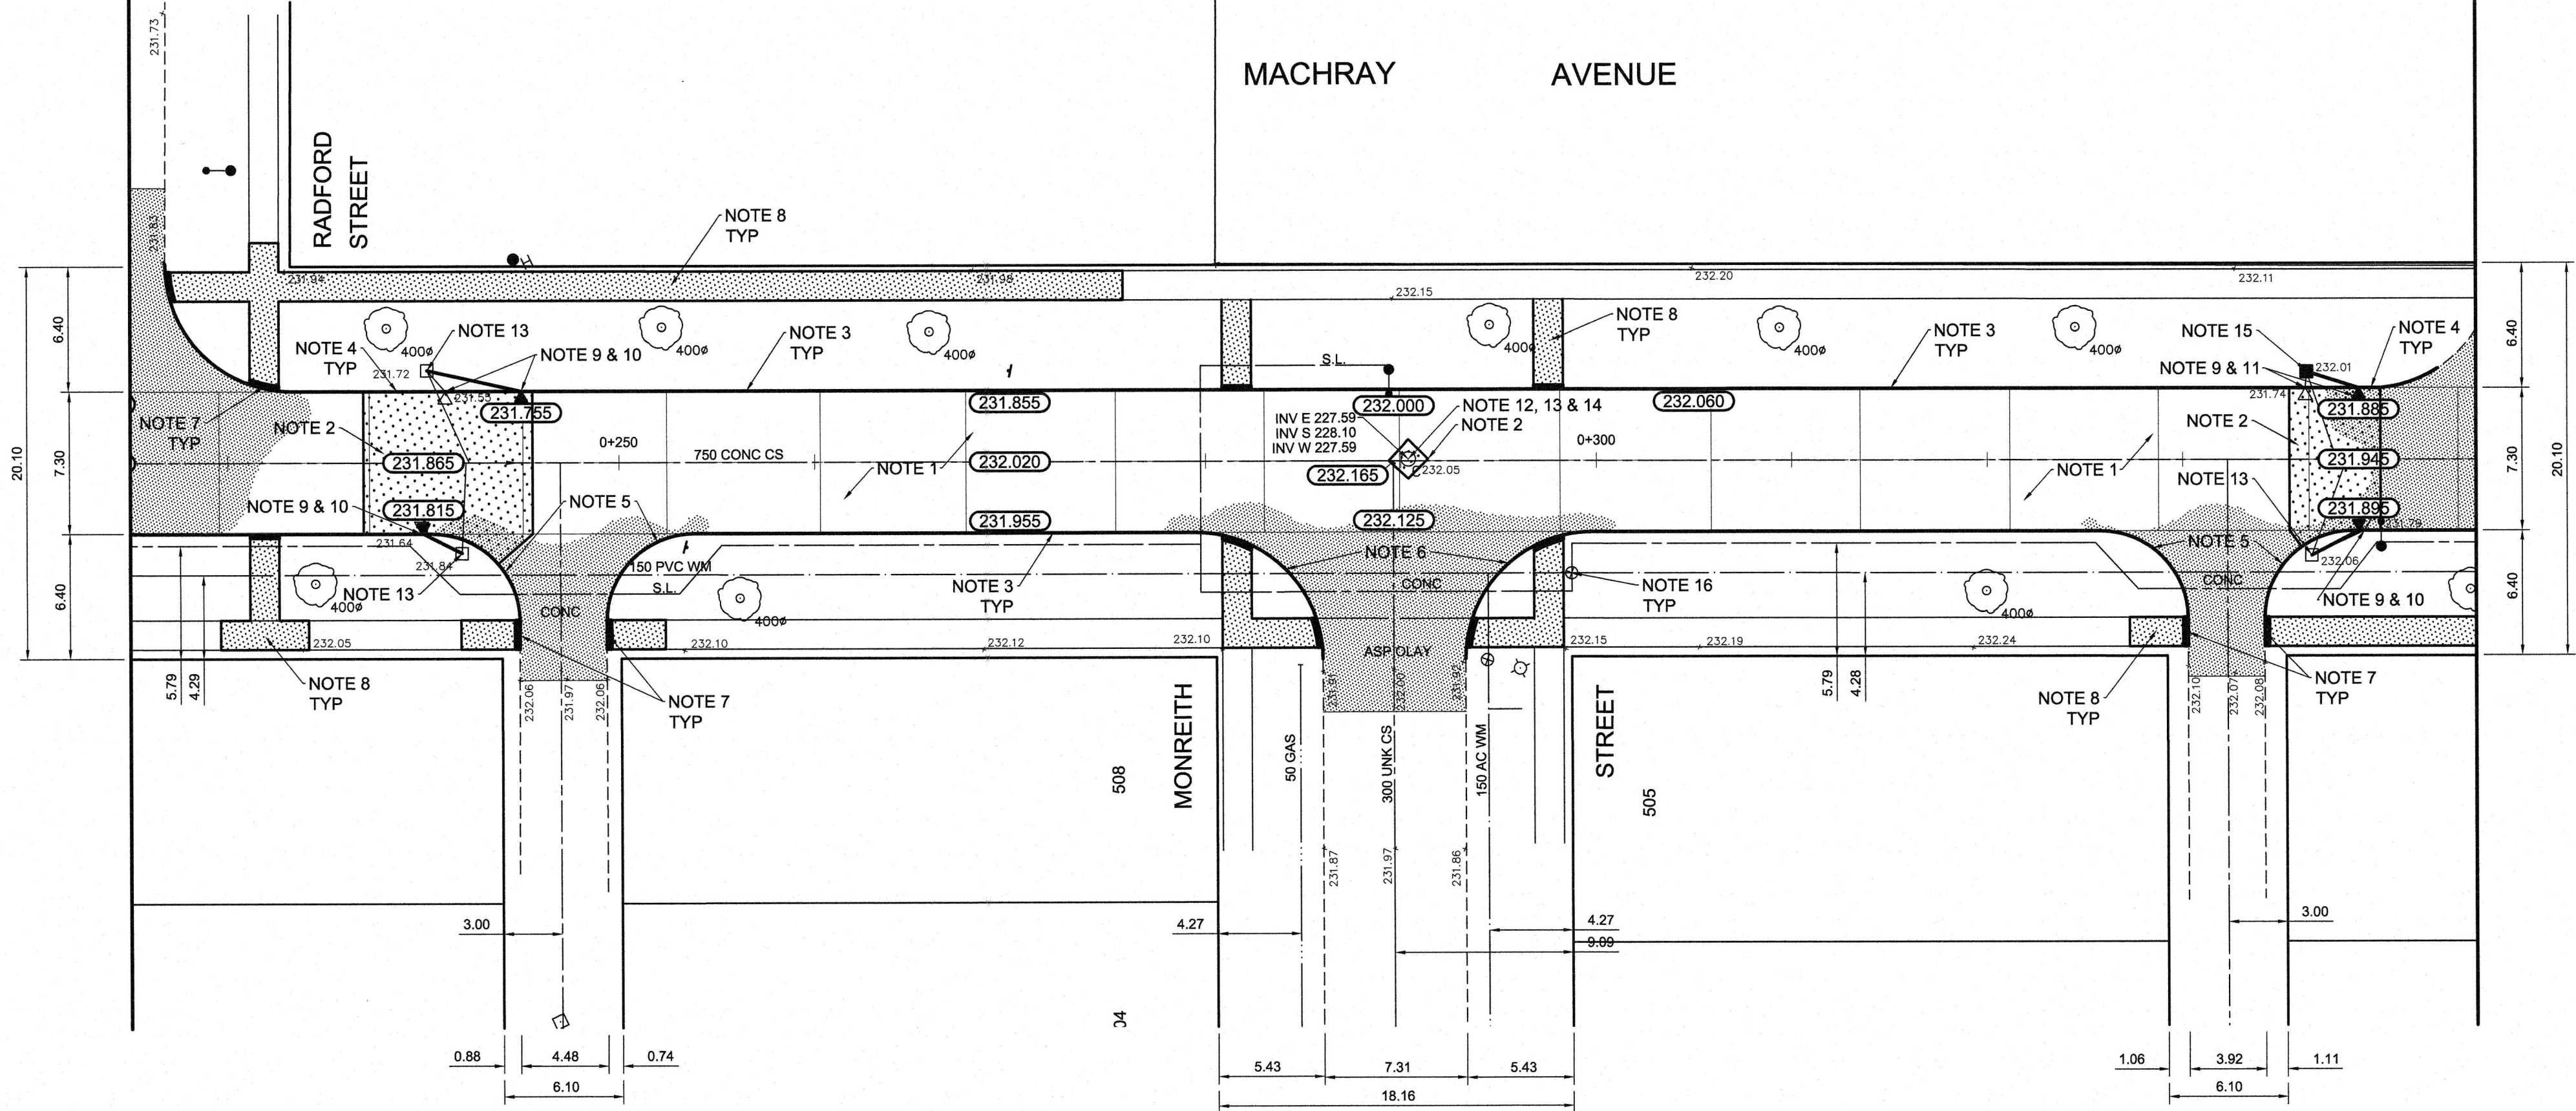 MACHRAY AVENUE
231.73
RADFORD
STREET
231.83
NOTE 8
TYP
231.94
231.98
232.15
232.20
232.11
6.40
6.40
NOTE 13
NOTE 4
TYP
NOTE 9 & 10
400ø
400ø
400ø
NOTE 3
TYP
400ø
NOTE 8
TYP
400ø
NOTE 3
TYP
400ø
NOTE 15
NOTE 4
TYP
231.72
S.L.
NOTE 9 & 11
232.01
231.55
231.74
NOTE 7
TYP
NOTE 2
231.755
231.855
232.000
NOTE 12, 13 & 14
NOTE 2
232.060
231.885
NOTE 2
INV E 227.59
INV S 228.10
INV W 227.59
20.10
7.30
231.865
0+250
750 CONC CS
NOTE 1
232.020
232.165
232.05
0+300
NOTE 1
231.945
NOTE 13
7.30
20.10
NOTE 9 & 10
231.815
NOTE 5
231.955
232.125
231.895
231.79
231.64
231.84
150 PVC WM
S.L.
NOTE 6
CONC
NOTE 5
CONC
232.06
6.40
NOTE 13
400ø
CONC
400ø
NOTE 3
TYP
NOTE 16
TYP
400ø
NOTE 9 & 10
6.40
232.05
232.10
232.12
232.10
ASP OLAY
232.15
232.19
232.24
5.79
4.29
NOTE 8
TYP
232.06
231.97
232.06
NOTE 7
TYP
231.91
232.00
231.92
5.79
4.28
NOTE 8
TYP
232.10
232.07
232.08
NOTE 7
TYP
508
MONREITH
50 GAS
300 UNK CS
150 AC WM
STREET
505
231.87
231.97
231.86
3.00
4.27
4.27
9.09
3.00
04
0.88
4.48
0.74
6.10
5.43
7.31
5.43
18.16
1.06
3.92
1.11
6.10